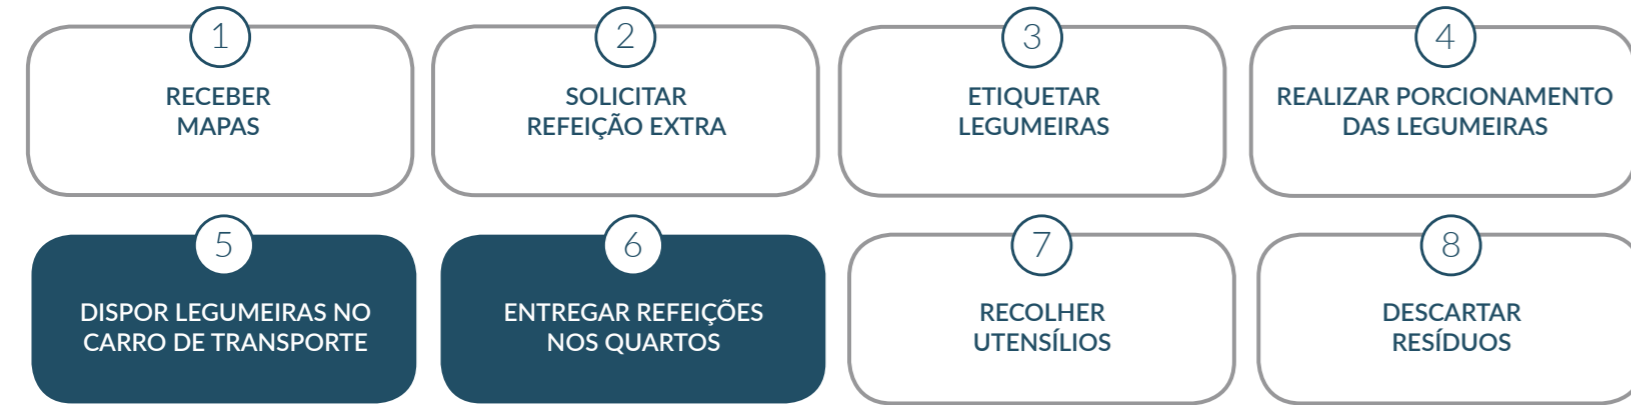 1
RECEBER
MAPAS
2
SOLICITAR
REFEIÇÃO EXTRA
3
ETIQUETAR
LEGUMEIRAS
4
REALIZAR PORCIONAMENTO
DAS LEGUMEIRAS
5
DISPOR LEGUMEIRAS NO
CARRO DE TRANSPORTE
6
ENTREGAR REFEIÇÕES
NOS QUARTOS
7
RECOLHER
UTENSÍLIOS
8
DESCARTAR
RESÍDUOS